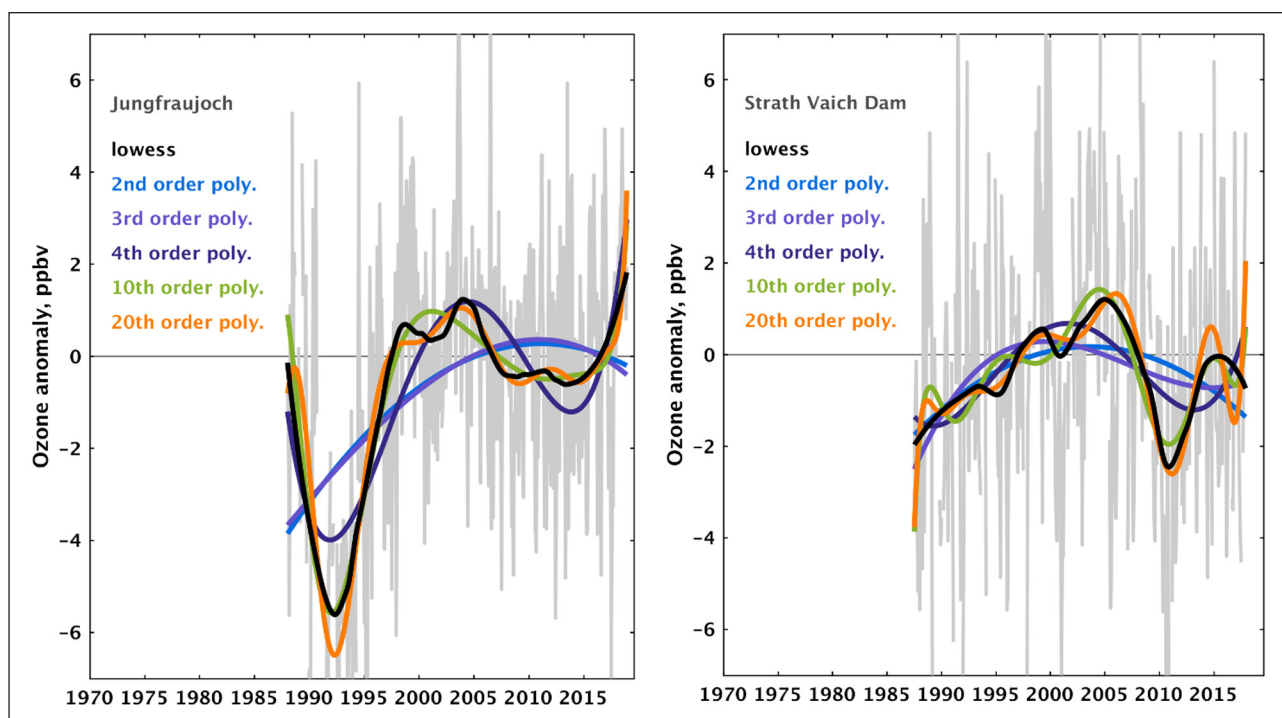 Jungfraujoch
lowess
2nd order poly.
3rd order poly.
4th order poly.
10th order poly.
20th order poly.
Ozone anomaly, ppbv
6
4
2
0
−2
−4
−6
1970 1975 1980 1985 1990 1995 2000 2005 2010 2015
Strath Vaich Dam
lowess
2nd order poly.
3rd order poly.
4th order poly.
10th order poly.
20th order poly.
Ozone anomaly, ppbv
6
4
2
0
−2
−4
−6
1970 1975 1980 1985 1990 1995 2000 2005 2010 2015